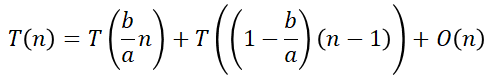 T(n) = T(b/a n) + T((1 − b/a)(n − 1)) + O(n)